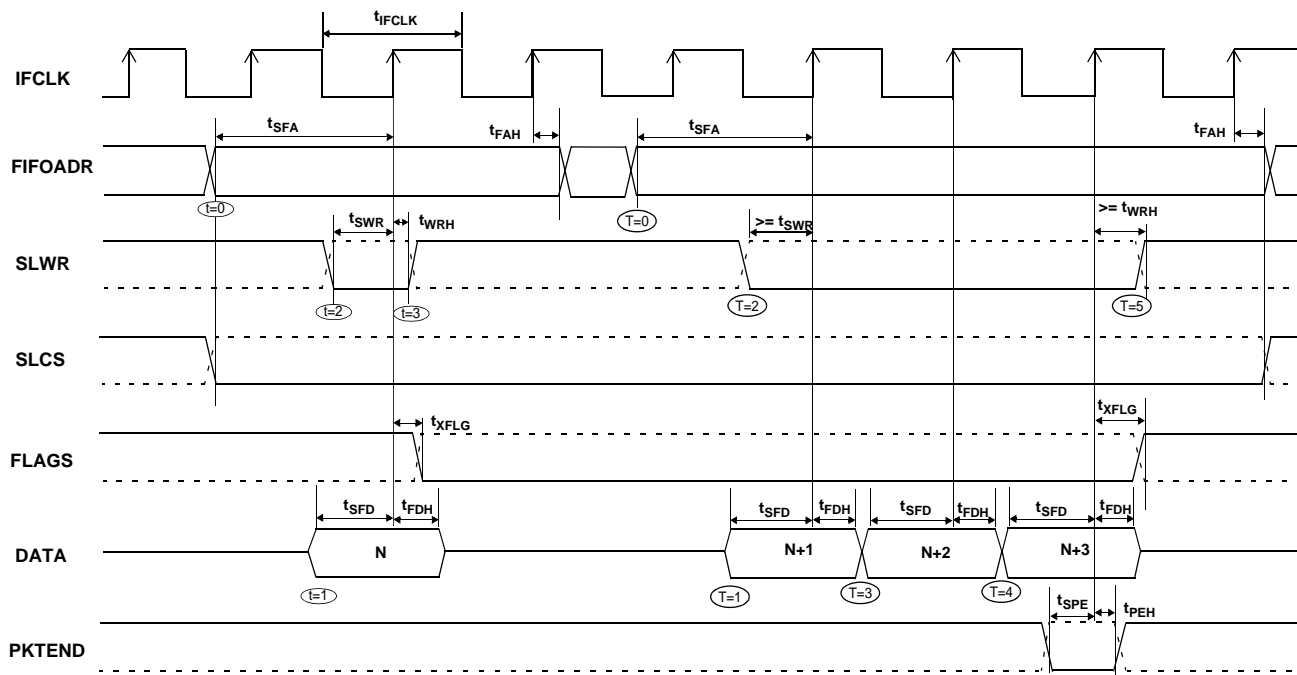 tIFCLK
IFCLK
tSFA
tFAH
tSFA
tFAH
FIFOADR
t=0
T=0
tSWR
tWRH
>= tSWR
>= tWRH
SLWR
t=2
t=3
T=2
T=5
SLCS
tXFLG
tXFLG
FLAGS
tSFD
tFDH
tSFD
tFDH
tSFD
tFDH
tSFD
tFDH
DATA
N
N+1
N+2
N+3
t=1
T=1
T=3
T=4
tSPE
tPEH
PKTEND